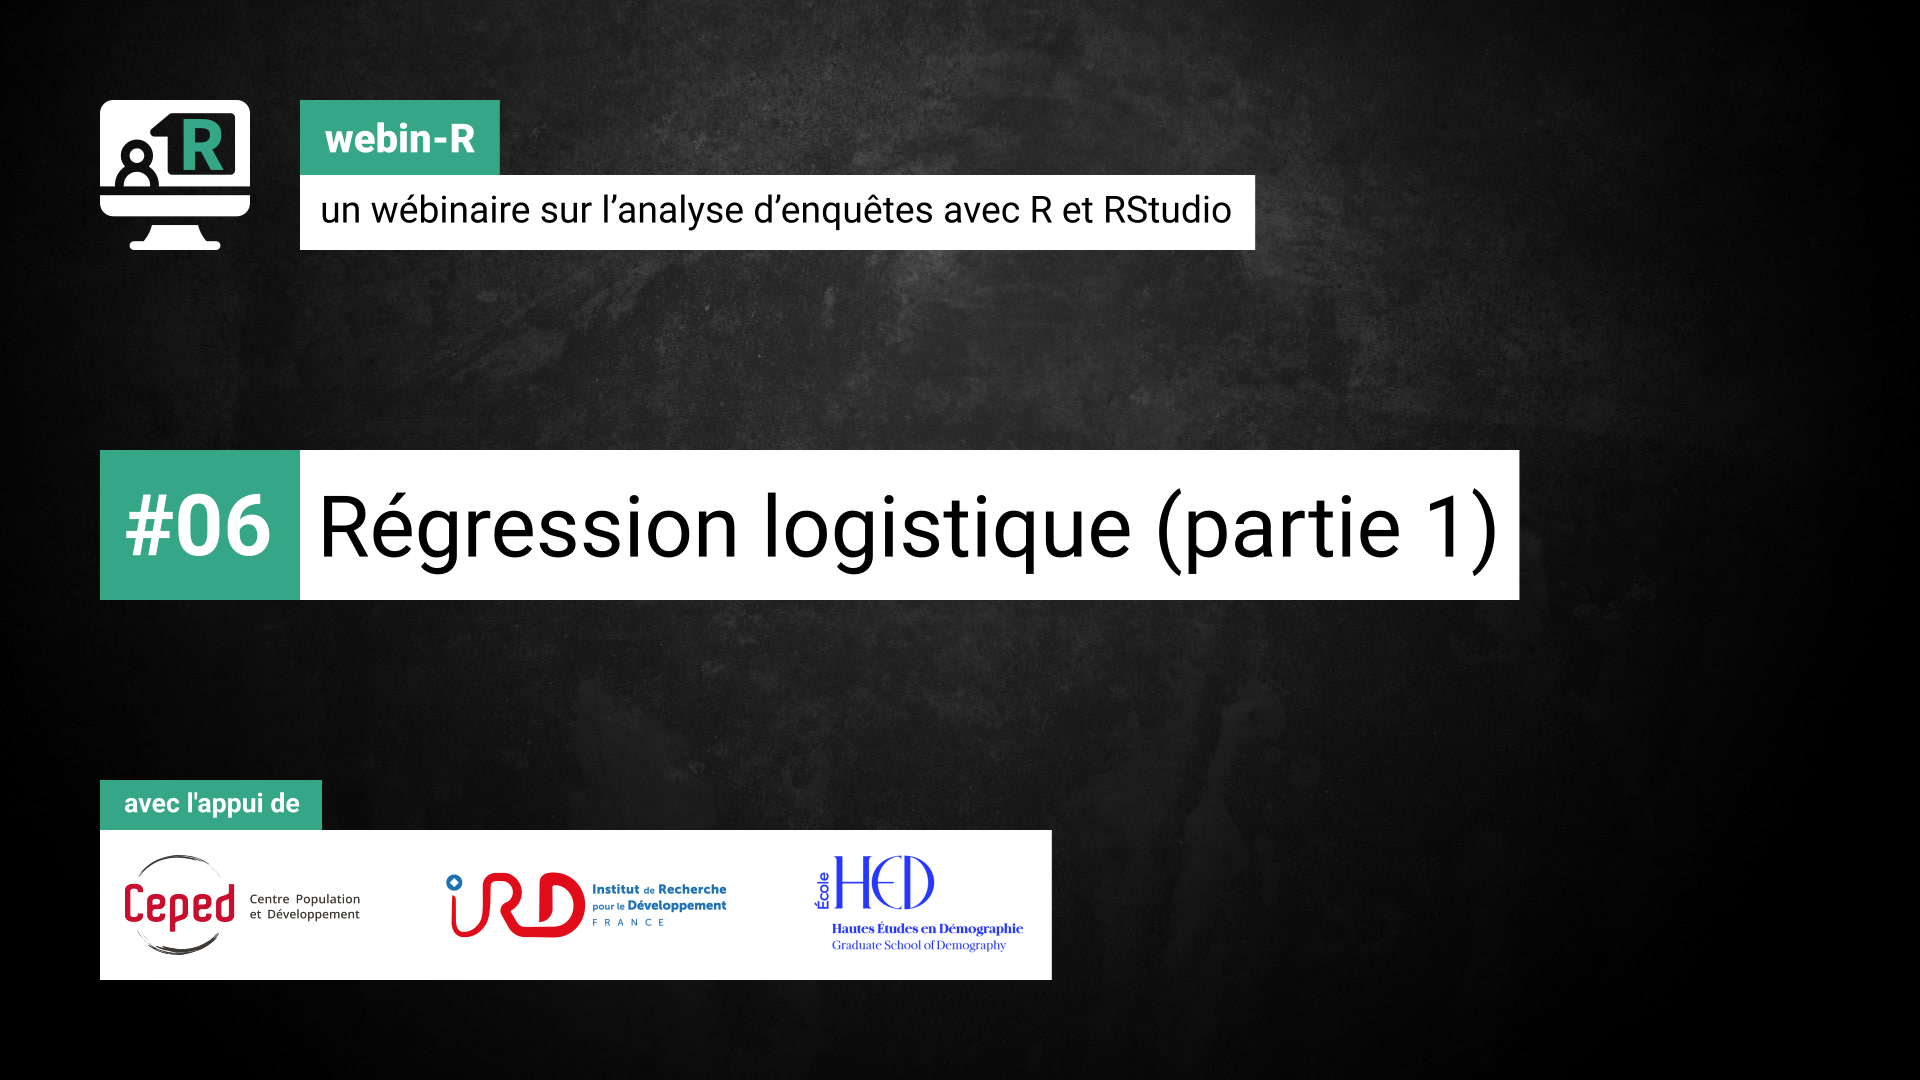 R
webin-R
un wébinaire sur l’analyse d’enquêtes avec R et RStudio
#06
Régression logistique (partie 1)
avec l'appui de
Ceped
Centre Population
et Développement
IRD
Institut de Recherche
pour le Développement
FRANCE
École
HED
Hautes Études en Démographie
Graduate School of Demography